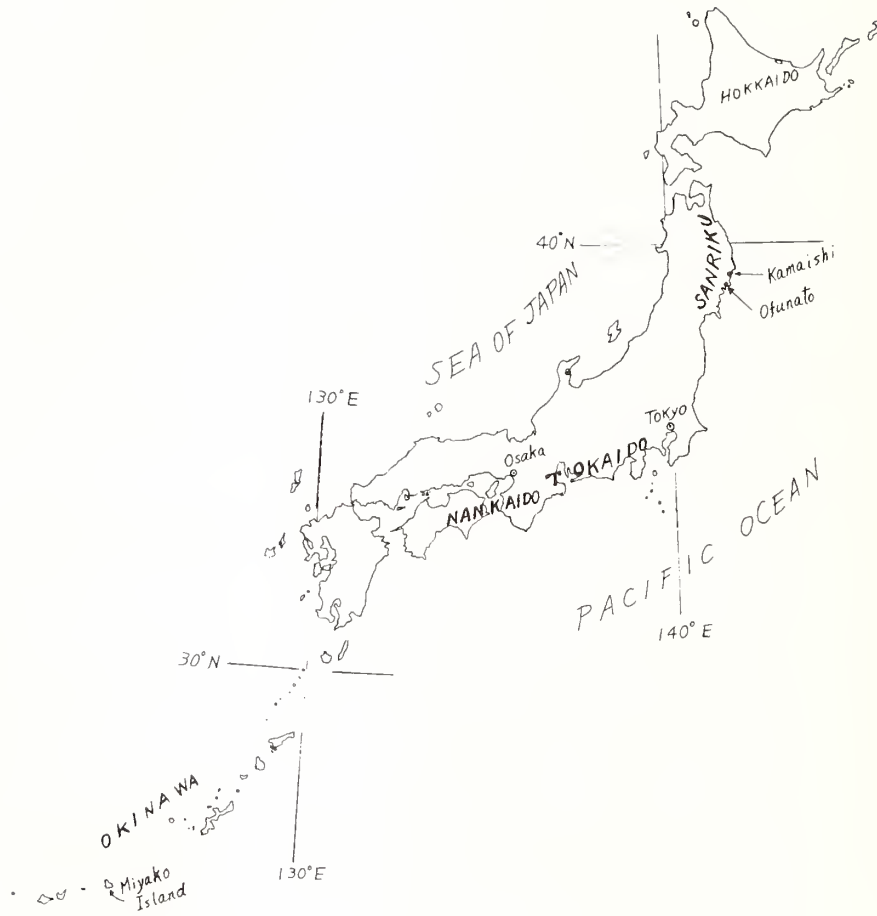 HOKKAIDO
40°N
SANRIKU
Kamaishi
Ofunato
SEA OF JAPAN
130°E
TOKYO
Osaka
TOKAIDO
NANKAIDO
PACIFIC OCEAN
140°E
30°N
OKINAWA
130°E
Miyako
Island